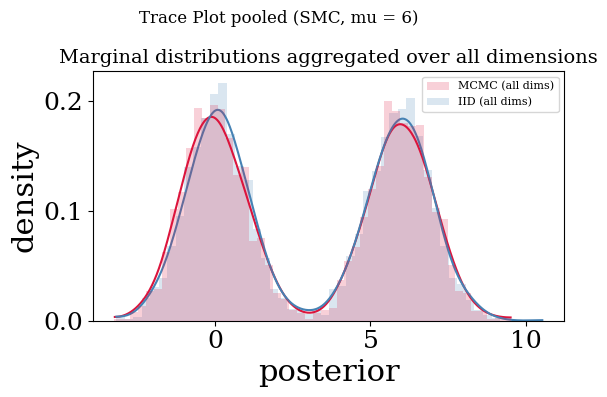 Trace Plot pooled (SMC, mu = 6)
Marginal distributions aggregated over all dimensions
MCMC (all dims)
IID (all dims)
density
0.2
0.1
0.0
0
5
10
posterior